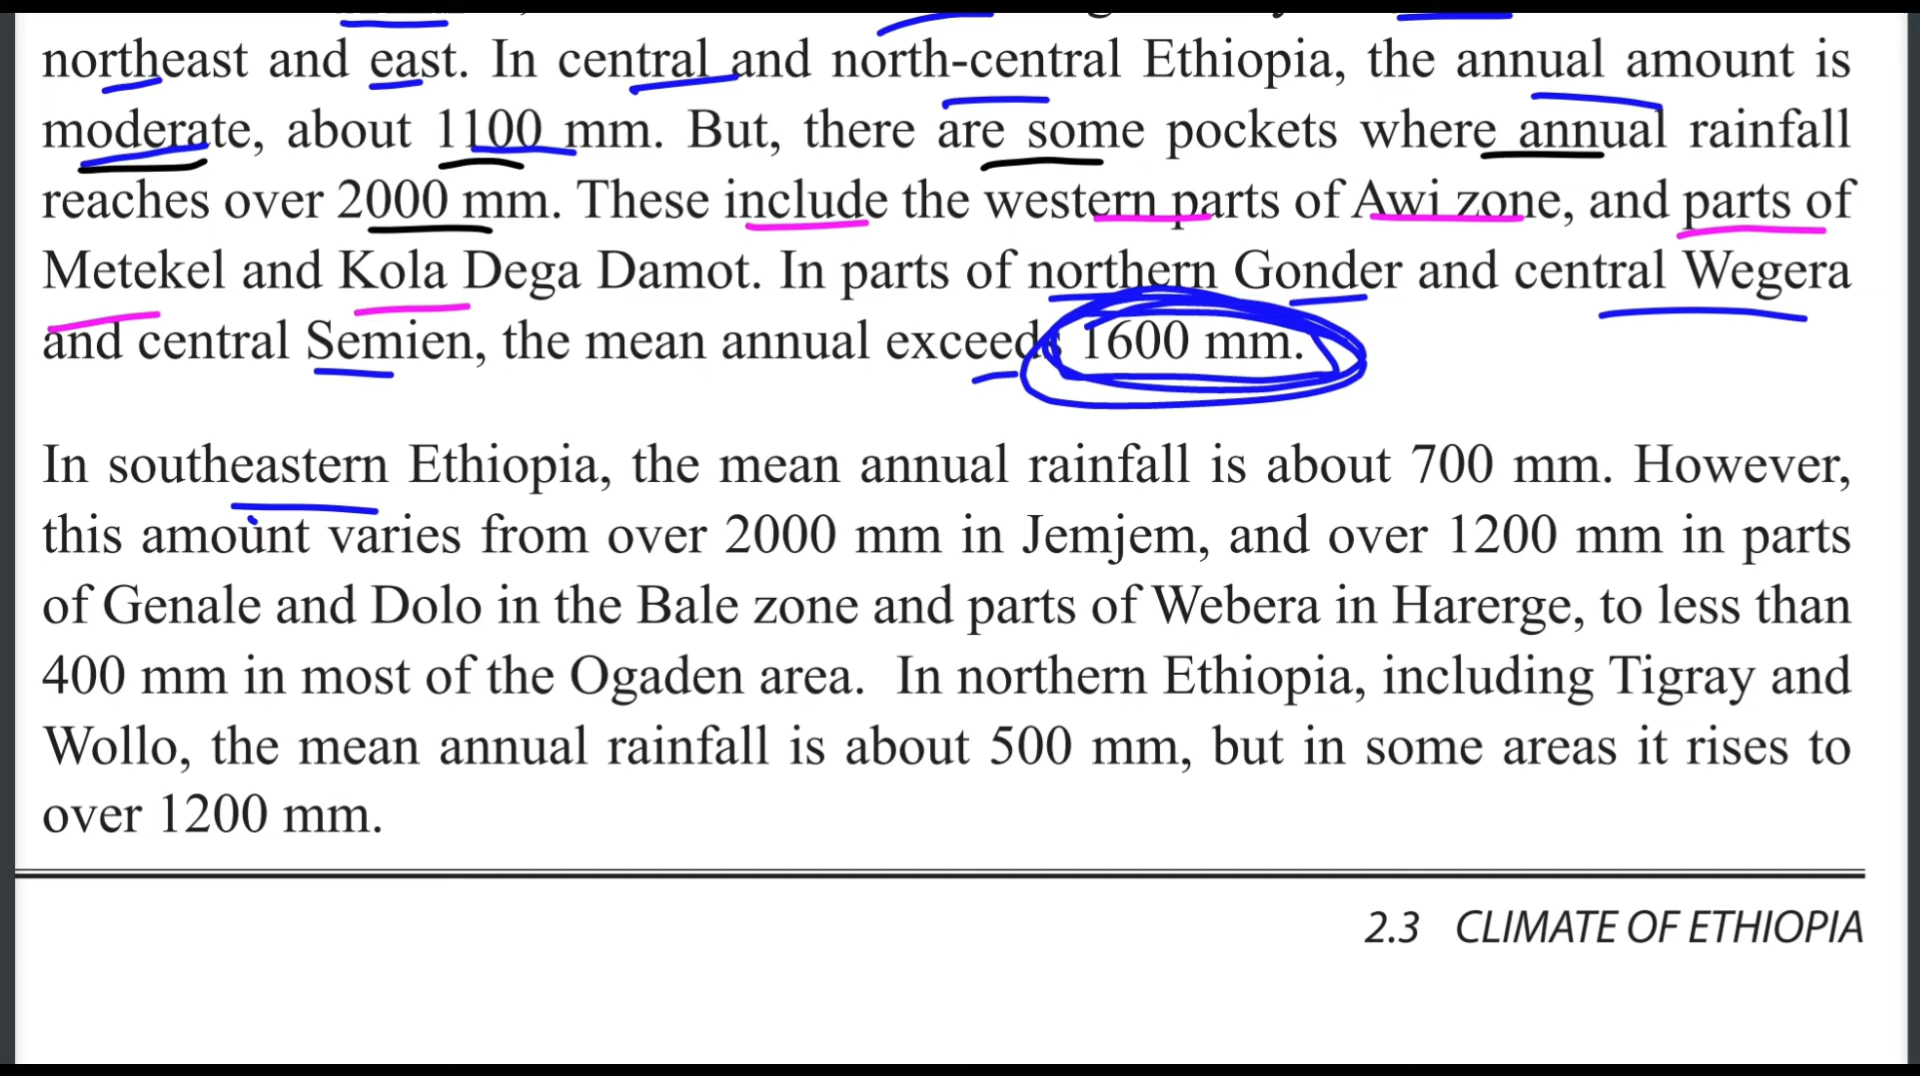 northeast and east. In central and north-central Ethiopia, the annual amount is
moderate, about 1100 mm. But, there are some pockets where annual rainfall
reaches over 2000 mm. These include the western parts of Awi zone, and parts of
Metekel and Kola Dega Damot. In parts of northern Gonder and central Wegera
and central Semien, the mean annual exceeds 1600 mm.
In southeastern Ethiopia, the mean annual rainfall is about 700 mm. However,
this amount varies from over 2000 mm in Jemjem, and over 1200 mm in parts
of Genale and Dolo in the Bale zone and parts of Webera in Harerge, to less than
400 mm in most of the Ogaden area. In northern Ethiopia, including Tigray and
Wollo, the mean annual rainfall is about 500 mm, but in some areas it rises to
over 1200 mm.
2.3 CLIMATE OF ETHIOPIA